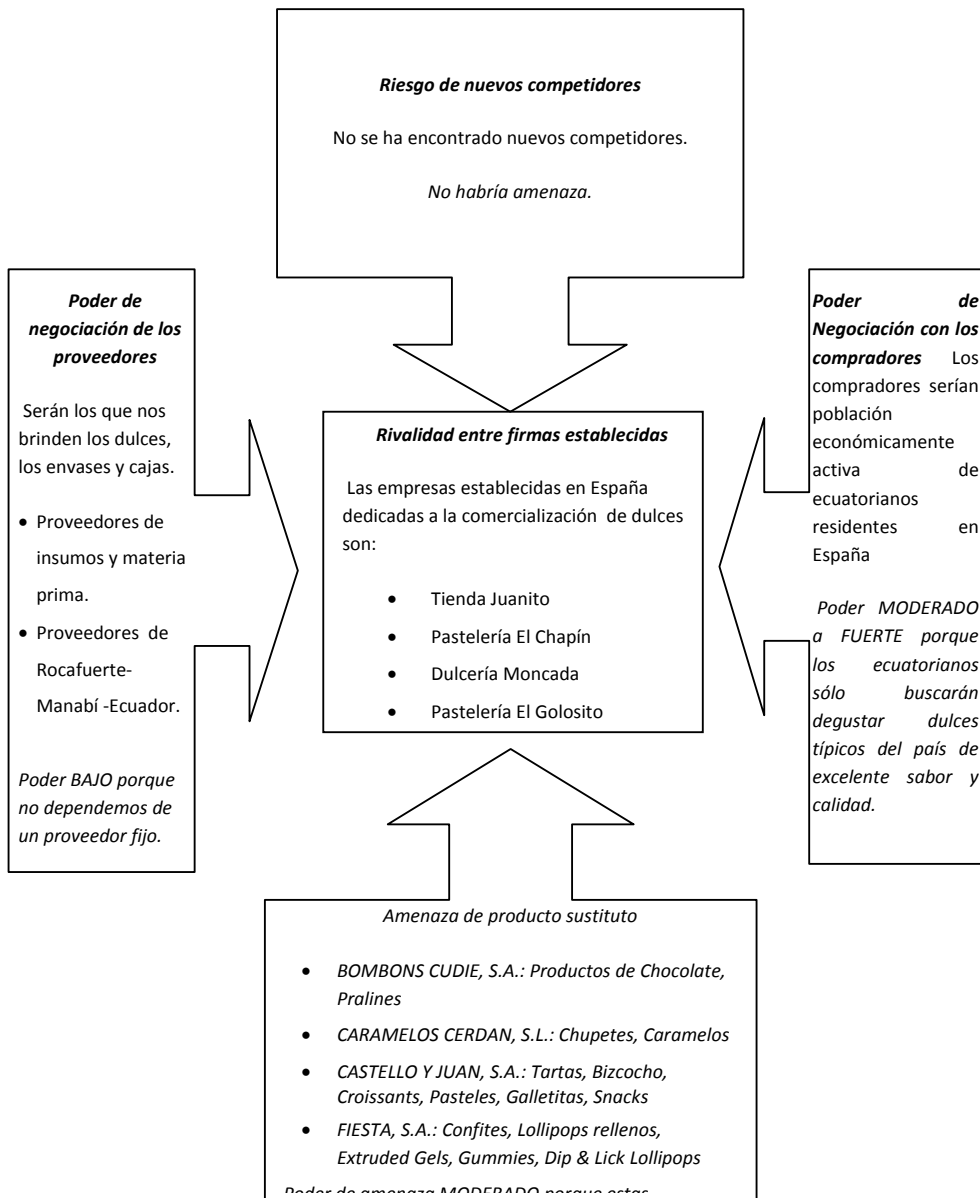 Riesgo de nuevos competidores
No se ha encontrado nuevos competidores.
No habría amenaza.
Poder de
negociación de los
proveedores
Serán los que nos
brinden los dulces,
los envases y cajas.
• Proveedores de
insumos y materia
prima.
• Proveedores de
Rocafuerte-
Manabí -Ecuador.
Poder BAJO porque
no dependemos de
un proveedor fijo.
Rivalidad entre firmas establecidas
Las empresas establecidas en España
dedicadas a la comercialización de dulces
son:
• Tienda Juanito
• Pastelería El Chapín
• Dulcería Moncada
• Pastelería El Golosito
Poder de
Negociación con los
compradores Los
compradores serían
población
económicamente
activa de
ecuatorianos
residentes en
España
Poder MODERADO
a FUERTE porque
los ecuatorianos
sólo buscarán
degustar dulces
típicos del país de
excelente sabor y
calidad.
Amenaza de producto sustituto
• BOMBONS CUDIE, S.A.: Productos de Chocolate,
Pralines
• CARAMELOS CERDAN, S.L.: Chupetes, Caramelos
• CASTELLO Y JUAN, S.A.: Tartas, Bizcocho,
Croissants, Pasteles, Galletitas, Snacks
• FIESTA, S.A.: Confites, Lollipops rellenos,
Extruded Gels, Gummies, Dip & Lick Lollipops
Poder de amenaza MODERADO porque estas